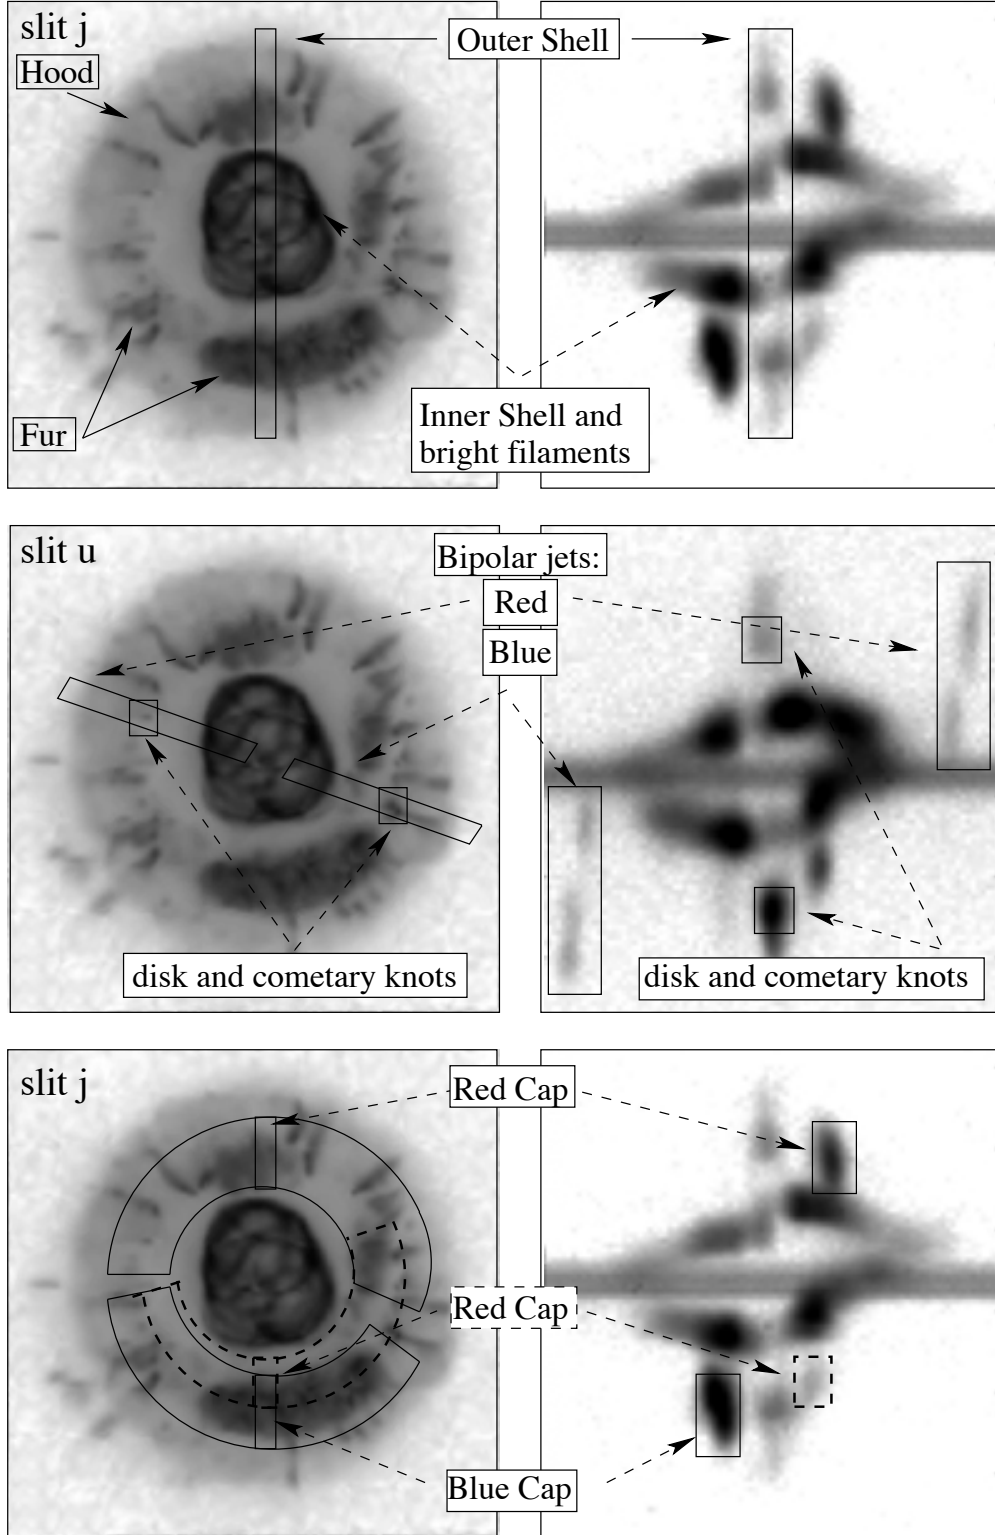 slit j
Outer Shell
Hood
Fur
Inner Shell and
bright filaments
slit u
Bipolar jets:
Red
Blue
disk and cometary knots
disk and cometary knots
slit j
Red Cap
Red Cap
Blue Cap